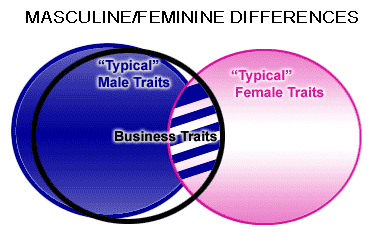 MASCULINE/FEMININE DIFFERENCES
“Typical”
Male Traits
“Typical”
Female Traits
Business Traits